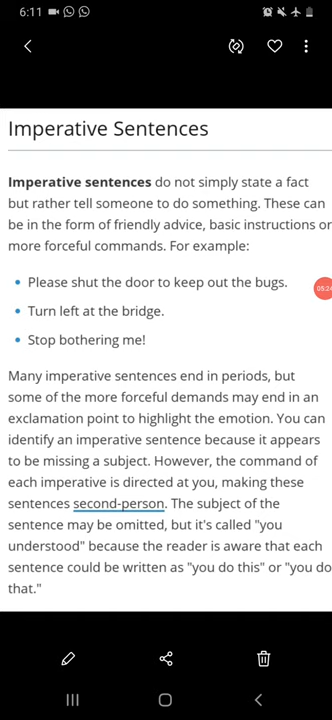 6:11
Imperative Sentences
Imperative sentences do not simply state a fact
but rather tell someone to do something. These can
be in the form of friendly advice, basic instructions or
more forceful commands. For example:
Please shut the door to keep out the bugs.
05:24
Turn left at the bridge.
Stop bothering me!
Many imperative sentences end in periods, but
some of the more forceful demands may end in an
exclamation point to highlight the emotion. You can
identify an imperative sentence because it appears
to be missing a subject. However, the command of
each imperative is directed at you, making these
sentences second-person. The subject of the
sentence may be omitted, but it's called "you
understood" because the reader is aware that each
sentence could be written as "you do this" or "you do
that."